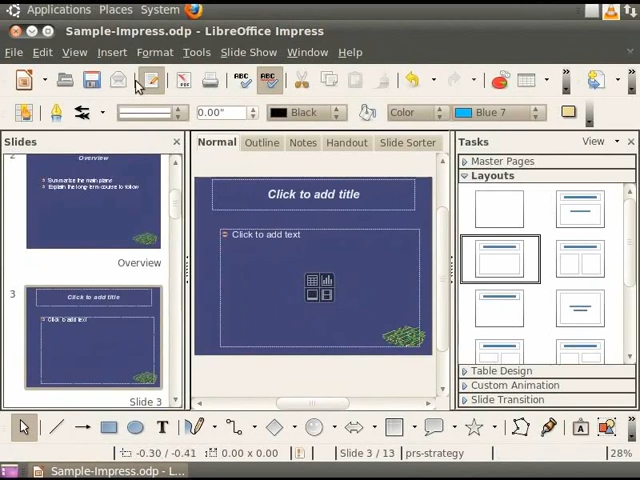 Applications Places System
Sample-Impress.odp - LibreOffice Impress
File Edit View Insert Format Tools Slide Show Window Help
ABC ABC
0.00" Black Color Blue 7
Slides
Normal Outline Notes Handout Slide Sorter
Tasks View
Master Pages
Layouts
Overview
Summarize the main plane
Explain the long-term course to follow
Overview
3
Click to add title
Click to add text
Slide 3
Click to add title
Click to add text
Table Design
Custom Animation
Slide Transition
T A
-0.30 / -0.41 0.00 x 0.00 Slide 3 / 13 prs-strategy 28%
Sample-Impress.odp - L...